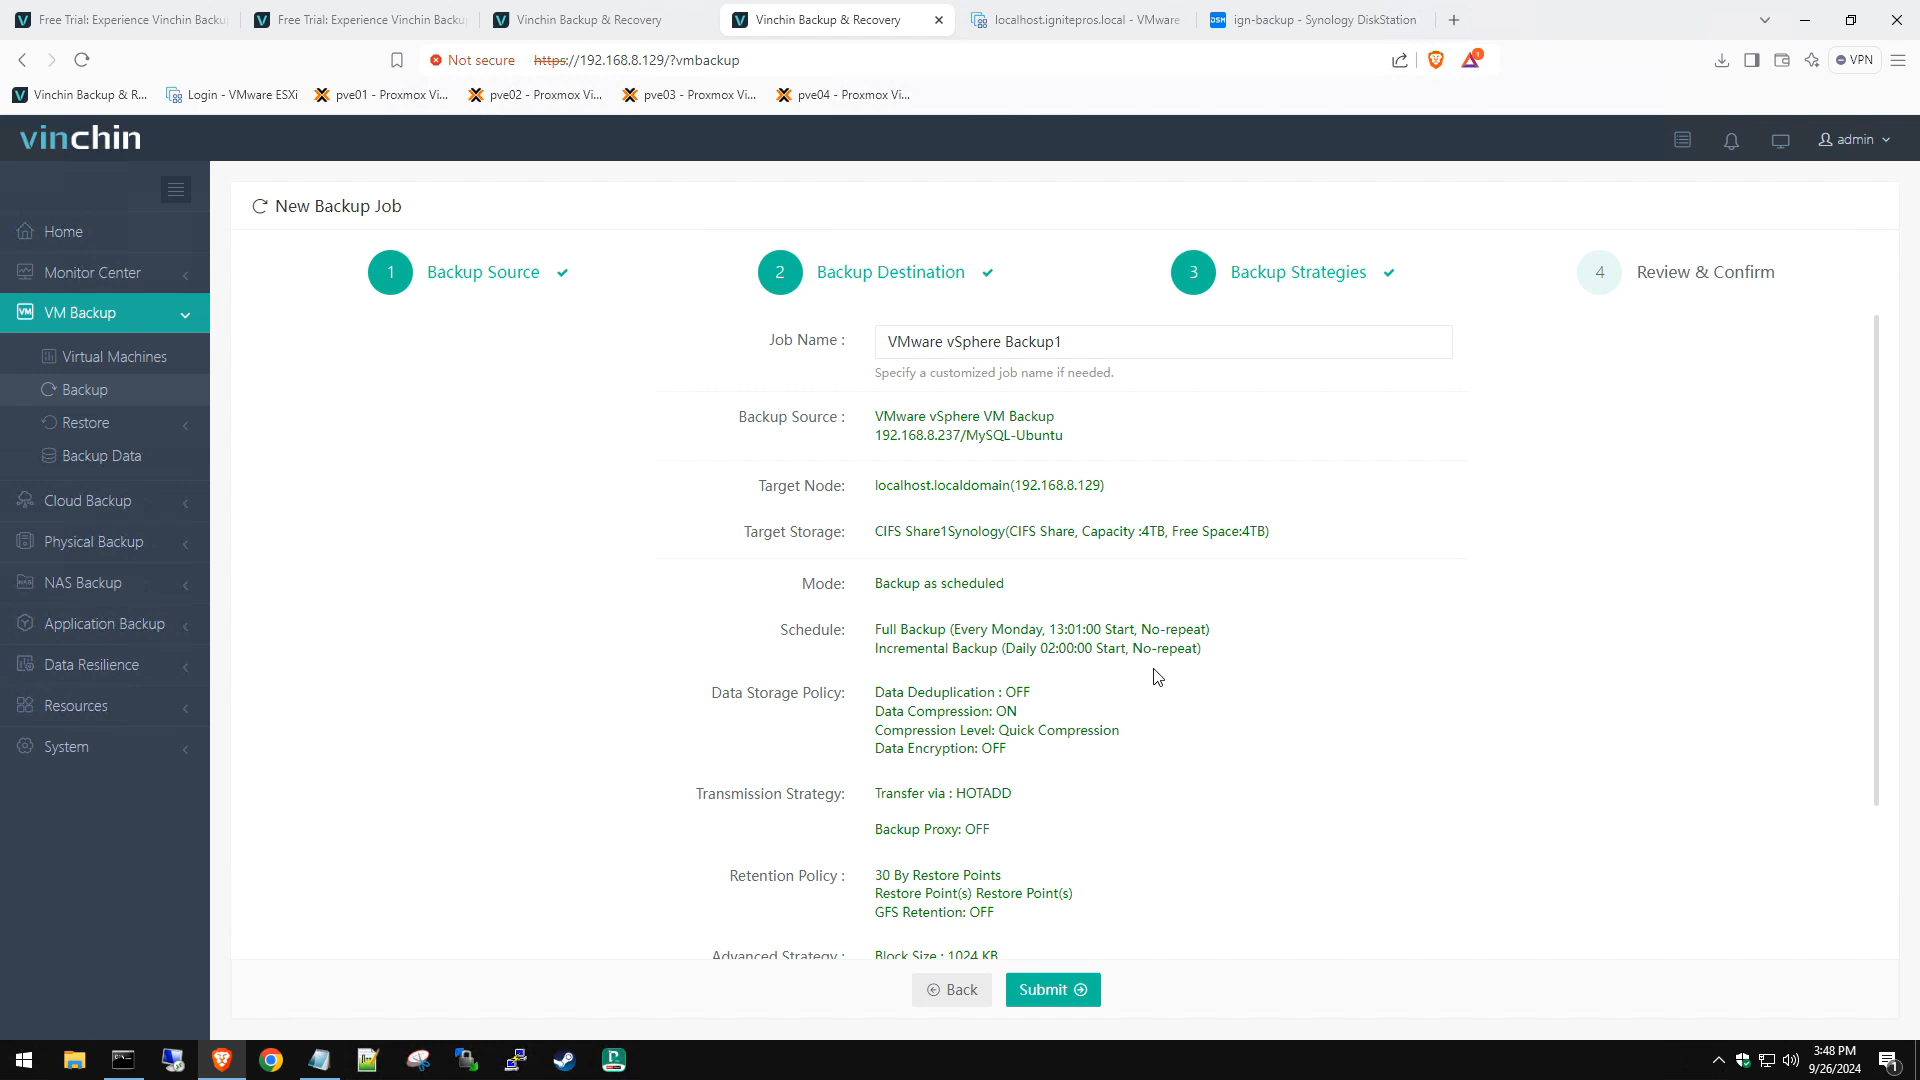 Free Trial: Experience Vinchin Backu
Free Trial: Experience Vinchin Backu
Vinchin Backup & Recovery
Vinchin Backup & Recovery
localhost.ignitepros.local - VMware
DSM
ign-backup - Synology DiskStation
Not secure
https://192.168.8.129/?vmbackup
1
VPN
Vinchin Backup & R...
Login - VMware ESXi
pve01 - Proxmox Vi...
pve02 - Proxmox Vi...
pve03 - Proxmox Vi...
pve04 - Proxmox Vi...
vinchin
admin
Home
Monitor Center
VM Backup
Virtual Machines
Backup
Restore
Backup Data
Cloud Backup
Physical Backup
NAS Backup
Application Backup
Data Resilience
Resources
System
New Backup Job
1 Backup Source
2 Backup Destination
3 Backup Strategies
4 Review & Confirm
Job Name : VMware vSphere Backup1
Specify a customized job name if needed.
Backup Source : VMware vSphere VM Backup
192.168.8.237/MySQL-Ubuntu
Target Node: localhost.localdomain(192.168.8.129)
Target Storage: CIFS Share1Synology(CIFS Share, Capacity :4TB, Free Space:4TB)
Mode: Backup as scheduled
Schedule: Full Backup (Every Monday, 13:01:00 Start, No-repeat)
Incremental Backup (Daily 02:00:00 Start, No-repeat)
Data Storage Policy: Data Deduplication : OFF
Data Compression: ON
Compression Level: Quick Compression
Data Encryption: OFF
Transmission Strategy: Transfer via : HOTADD
Backup Proxy: OFF
Retention Policy : 30 By Restore Points
Restore Point(s) Restore Point(s)
GFS Retention: OFF
Advanced Strategy : Block Size : 1024 KB
Back
Submit
3:48 PM
9/26/2024
1